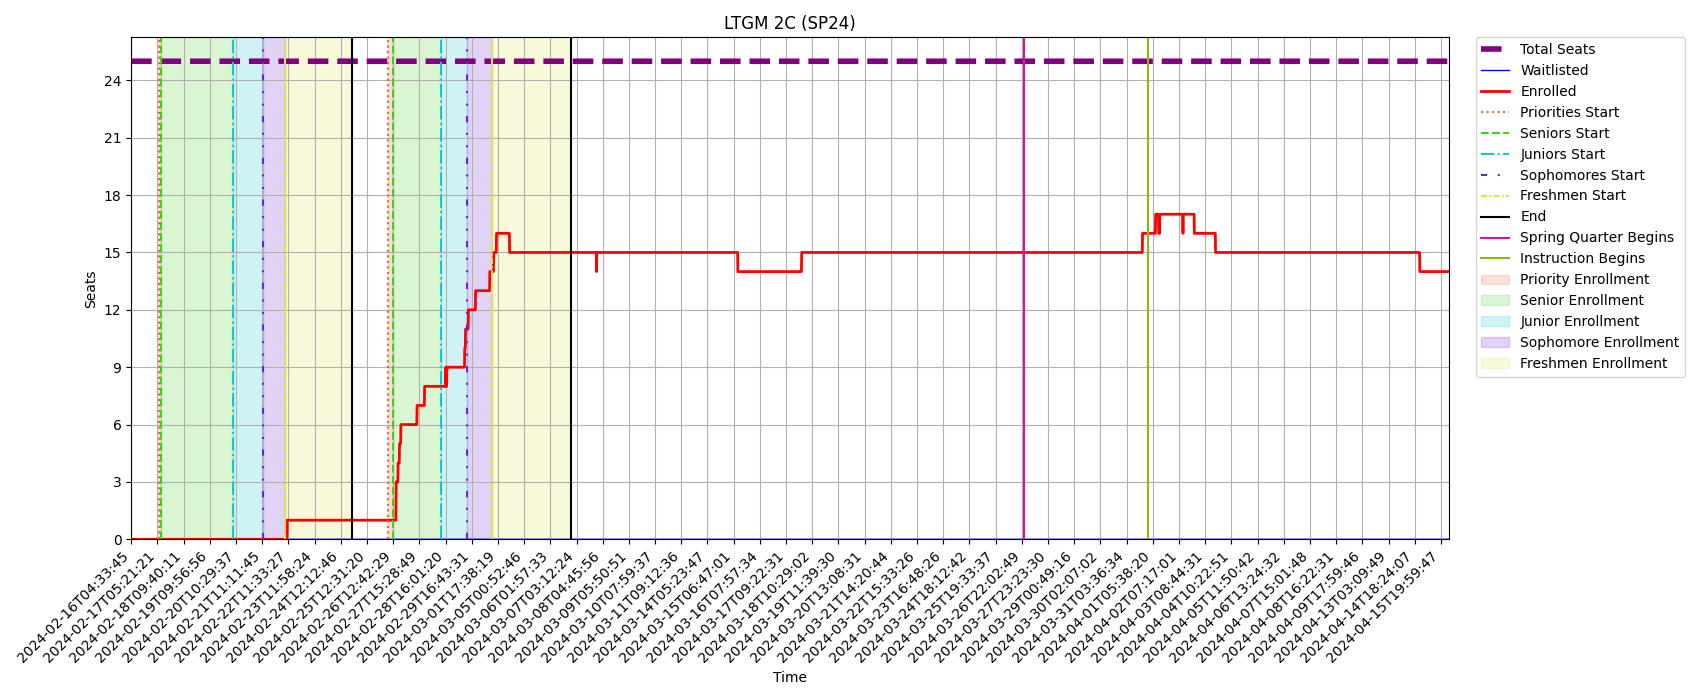 LTGM 2C (SP24)
Seats
24
21
18
15
12
9
6
3
0
2024-02-16T04:33:45
2024-02-17T05:21:21
2024-02-18T09:40:11
2024-02-19T09:56:56
2024-02-20T10:29:37
2024-02-21T11:11:45
2024-02-22T11:33:27
2024-02-23T11:58:24
2024-02-24T12:12:46
2024-02-25T12:31:20
2024-02-26T12:42:29
2024-02-27T15:28:49
2024-02-28T16:01:20
2024-02-29T16:43:31
2024-03-01T17:38:19
2024-03-05T00:52:46
2024-03-06T01:57:33
2024-03-07T03:12:24
2024-03-08T04:45:56
2024-03-09T05:50:51
2024-03-10T07:59:37
2024-03-11T09:12:36
2024-03-14T05:23:47
2024-03-15T06:47:01
2024-03-16T07:57:34
2024-03-17T09:22:31
2024-03-18T10:29:02
2024-03-19T11:39:30
2024-03-20T13:08:31
2024-03-21T14:20:44
2024-03-22T15:33:26
2024-03-23T16:48:26
2024-03-24T18:12:42
2024-03-25T19:33:37
2024-03-26T22:02:49
2024-03-27T23:23:30
2024-03-29T00:49:16
2024-03-30T02:07:02
2024-03-31T03:36:34
2024-04-01T05:38:20
2024-04-02T07:17:01
2024-04-03T08:44:31
2024-04-04T10:22:51
2024-04-05T11:50:42
2024-04-06T13:24:32
2024-04-07T15:01:48
2024-04-08T16:22:31
2024-04-09T17:59:46
2024-04-13T03:09:49
2024-04-14T18:24:07
2024-04-15T19:59:47
Time
Total Seats
Waitlisted
Enrolled
Priorities Start
Seniors Start
Juniors Start
Sophomores Start
Freshmen Start
End
Spring Quarter Begins
Instruction Begins
Priority Enrollment
Senior Enrollment
Junior Enrollment
Sophomore Enrollment
Freshmen Enrollment